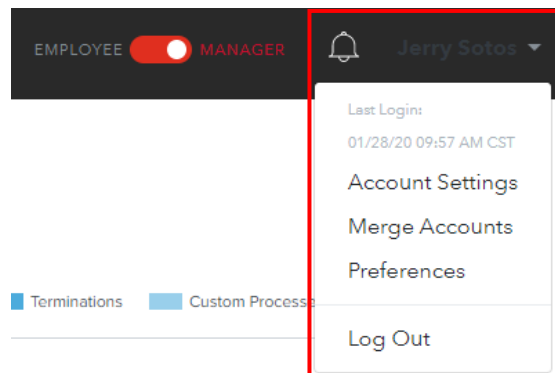 EMPLOYEE MANAGER Jerry Sotos
Last Login:
01/28/20 09:57 AM CST
Account Settings
Merge Accounts
Preferences
Terminations Custom Processe
Log Out